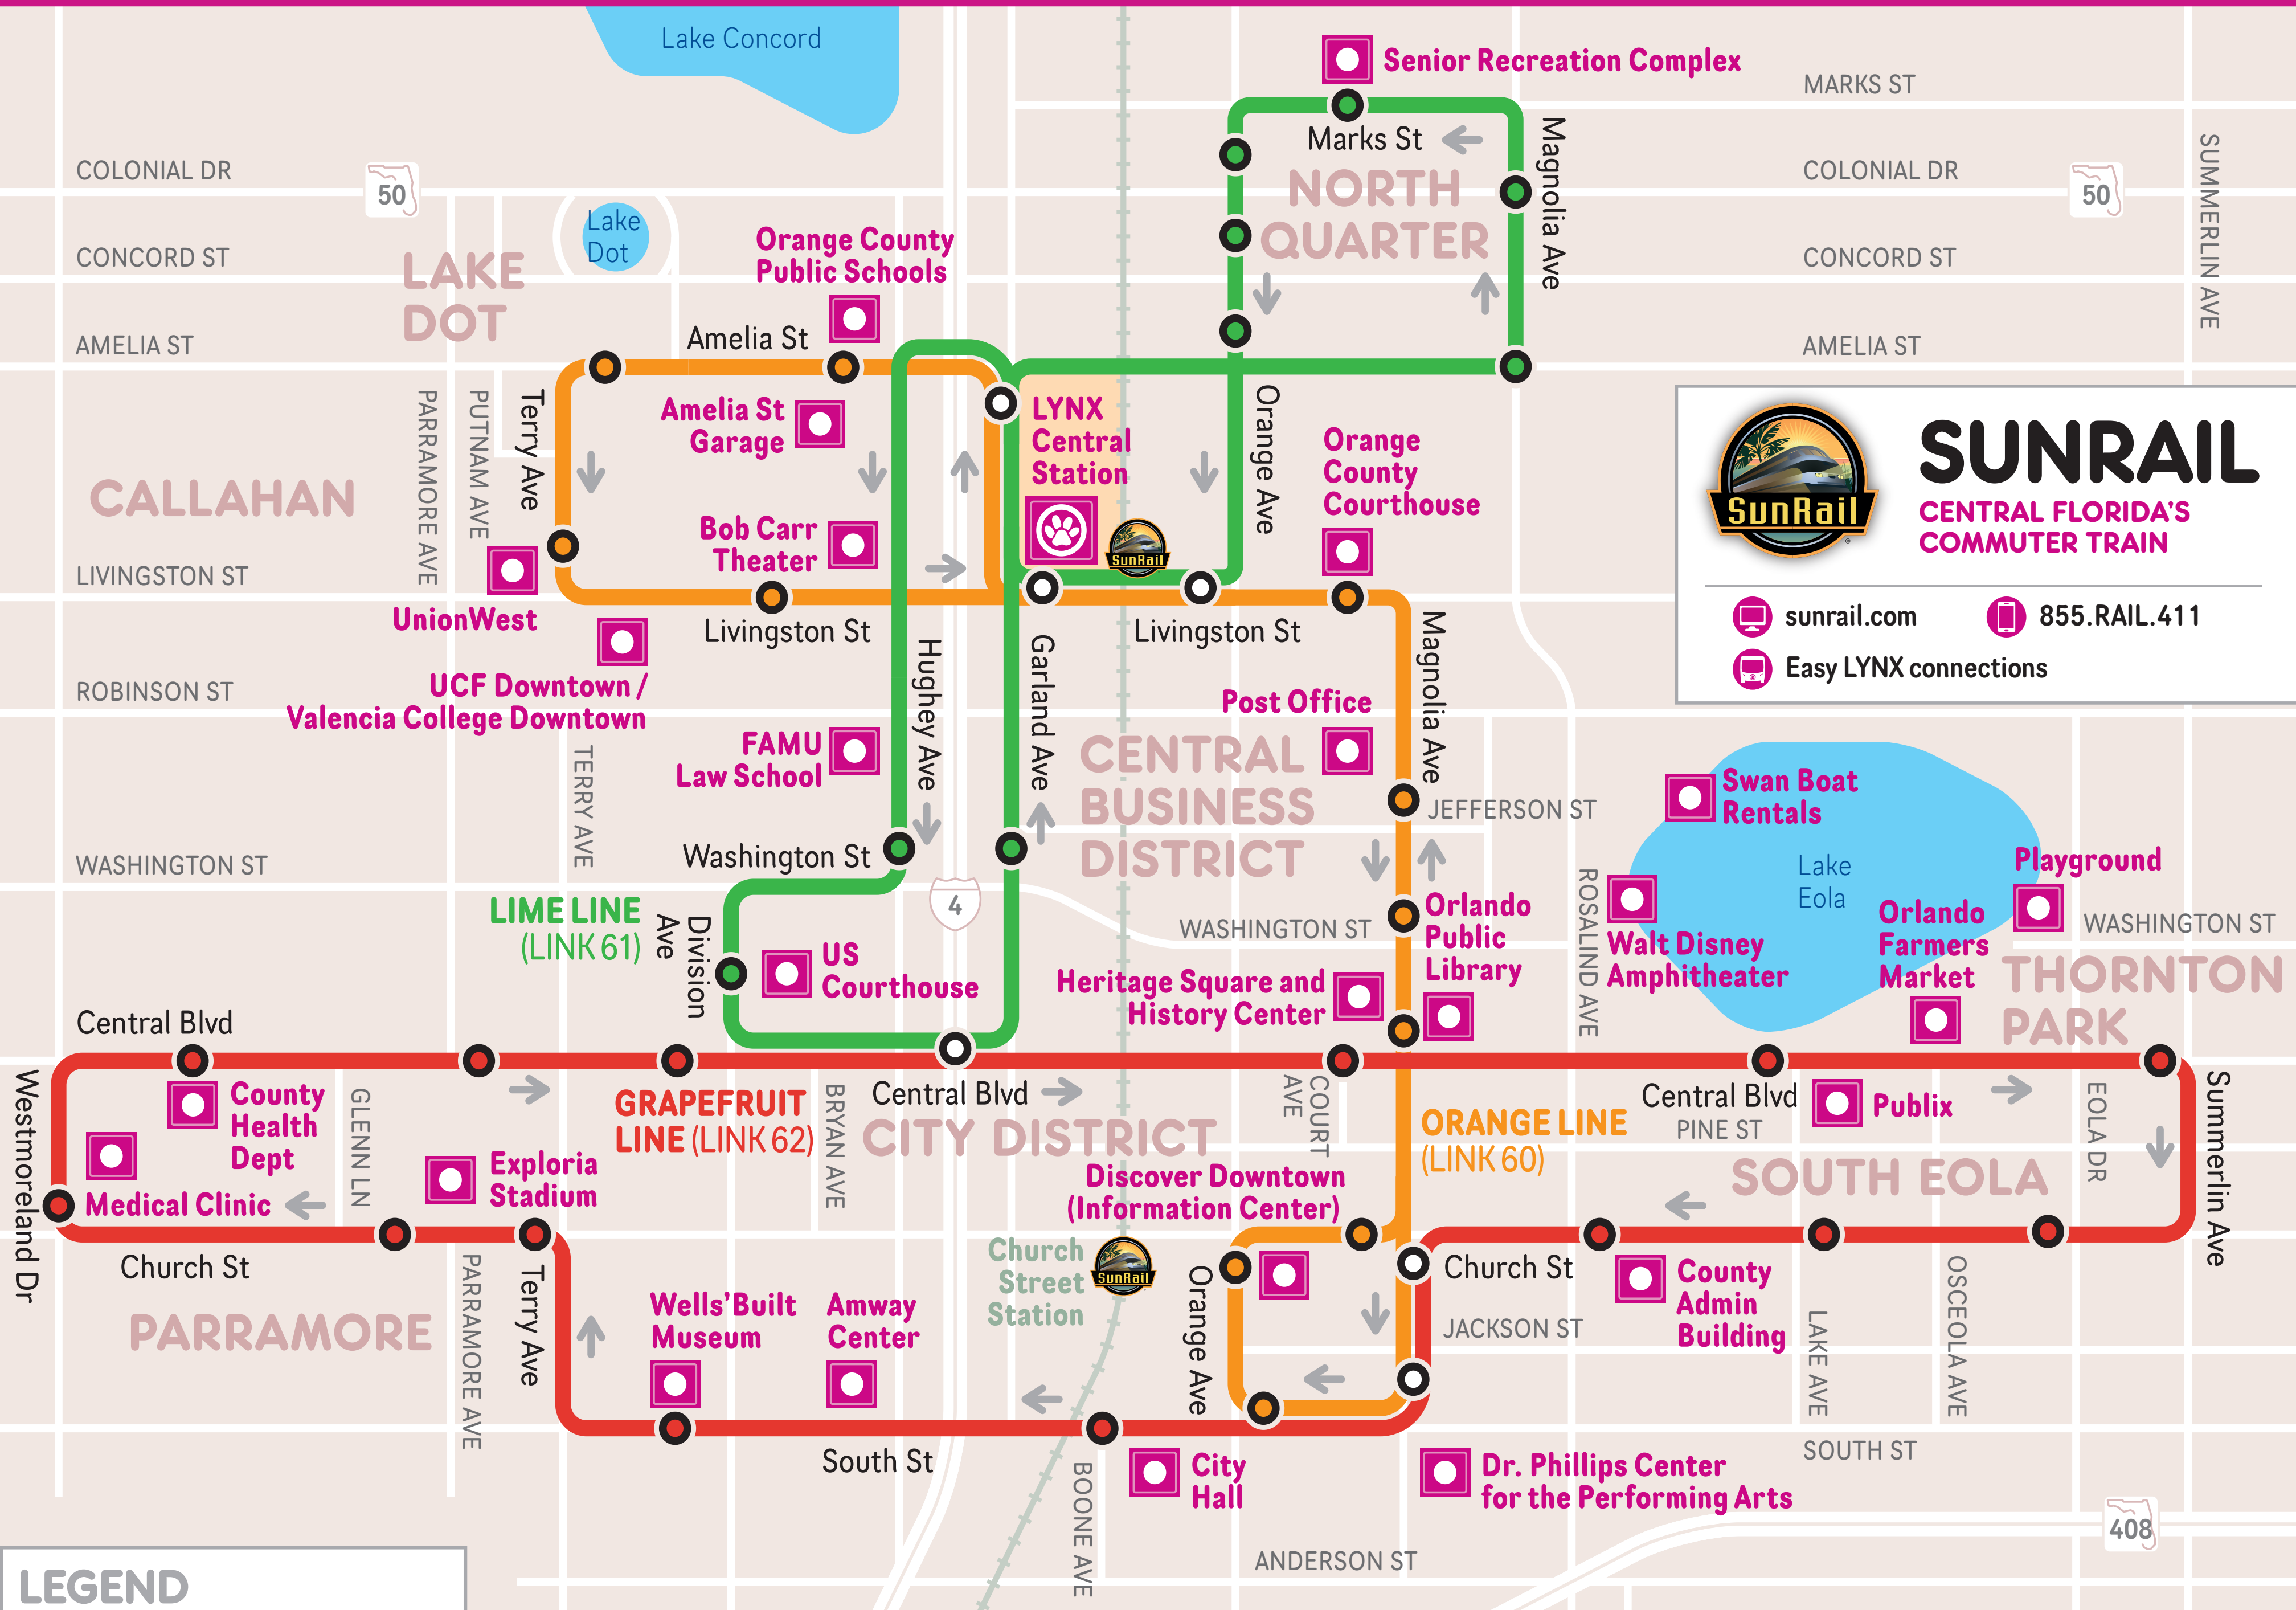 Lake Concord
Senior Recreation Complex
MARKS ST
Marks St
Magnolia Ave
SUMMERLIN AVE
COLONIAL DR
50
COLONIAL DR
50
NORTH
QUARTER
Lake
Dot
Orange County
Public Schools
CONCORD ST
LAKE
DOT
CONCORD ST
AMELIA ST
Amelia St
AMELIA ST
PARRAMORE AVE
PUTNAM AVE
Terry Ave
Amelia St
Garage
LYNX
Central
Station
Orange Ave
Orange
County
Courthouse
CALLAHAN
Bob Carr
Theater
SunRail
SunRail
SUNRAIL
CENTRAL FLORIDA'S
COMMUTER TRAIN
sunrail.com
855.RAIL.411
Easy LYNX connections
LIVINGSTON ST
UnionWest
Livingston St
Livingston St
Hughey Ave
Garland Ave
Magnolia Ave
UCF Downtown /
Valencia College Downtown
ROBINSON ST
Post Office
FAMU
Law School
TERRY AVE
CENTRAL
BUSINESS
DISTRICT
JEFFERSON ST
Swan Boat
Rentals
Lake
Eola
Playground
WASHINGTON ST
Washington St
LIME LINE
(LINK 61)
Division
Ave
4
WASHINGTON ST
Orlando
Public
Library
ROSALIND AVE
Walt Disney
Amphitheater
Orlando
Farmers
Market
WASHINGTON ST
THORNTON
PARK
US
Courthouse
Heritage Square and
History Center
Central Blvd
Westmoreland Dr
County
Health
Dept
GLENN LN
GRAPEFRUIT
LINE (LINK 62)
BRYAN AVE
Central Blvd
CITY DISTRICT
COURT
AVE
ORANGE LINE
(LINK 60)
Central Blvd
PINE ST
Publix
EOLA DR
Summerlin Ave
SOUTH EOLA
Medical Clinic
Exploria
Stadium
Discover Downtown
(Information Center)
Church St
Church
Street
Station
SunRail
Church St
County
Admin
Building
PARRAMORE
PARRAMORE AVE
Terry Ave
Wells'Built
Museum
Amway
Center
Orange Ave
JACKSON ST
LAKE AVE
OSCEOLA AVE
South St
BOONE AVE
City
Hall
Dr. Phillips Center
for the Performing Arts
SOUTH ST
408
ANDERSON ST
LEGEND